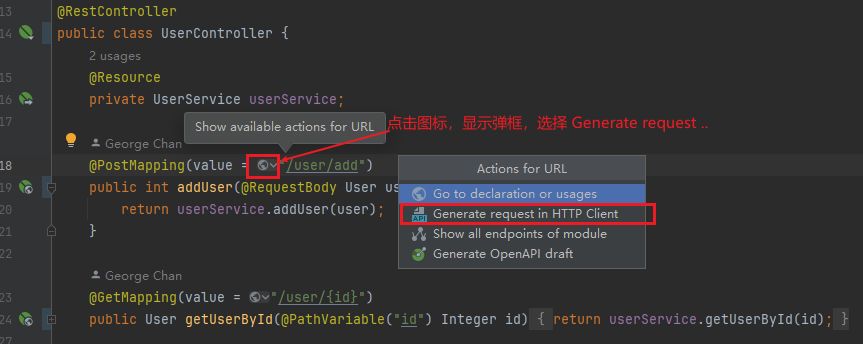 13 @RestController
14 public class UserController {
2 usages
15 @Resource
16 private UserService userService;
17
Show available actions for URL
点击图标，显示弹框，选择 Generate request ..
George Chan
18 @PostMapping(value = "/user/add")
Actions for URL
19 public int addUser(@RequestBody User us
Go to declaration or usages
20 return userService.addUser(user);
API Generate request in HTTP Client
21 }
Show all endpoints of module
22
Generate OpenAPI draft
George Chan
23 @GetMapping(value = "/user/{id}")
24 public User getUserById(@PathVariable("id") Integer id) { return userService.getUserById(id); }